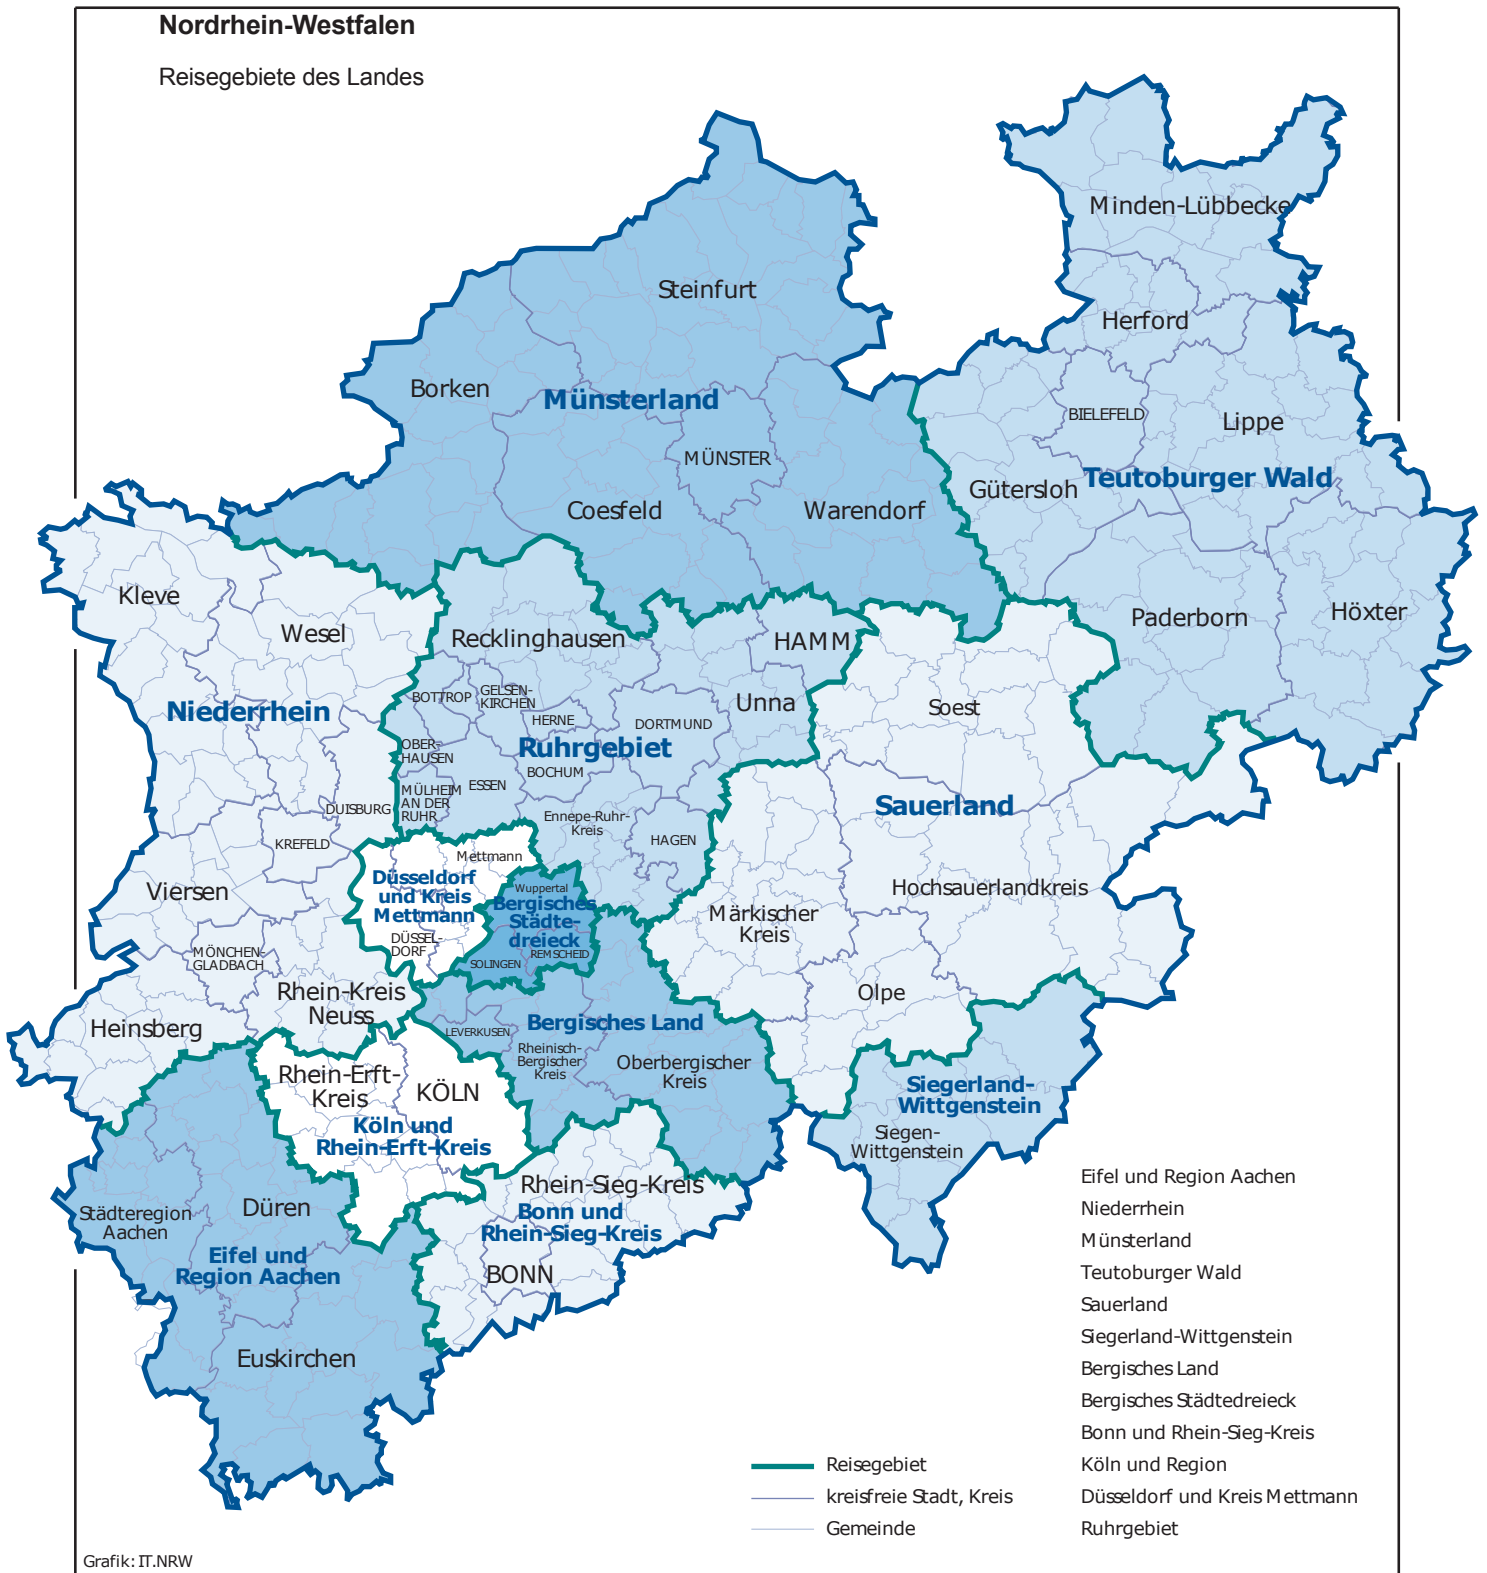 Nordrhein-Westfalen
Reisegebiete des Landes
Minden-Lübbecke
Steinfurt
Herford
Borken
Münsterland
BIELEFELD
Lippe
MÜNSTER
Teutoburger Wald
Gütersloh
Coesfeld
Warendorf
Kleve
Wesel
Recklinghausen
HAMM
Paderborn
Höxter
BOTTROP
GELSEN-
KIRCHEN
Unna
Soest
Niederrhein
HERNE
DORTMUND
Ruhrgebiet
OBER-
HAUSEN
BOCHUM
ESSEN
MÜLHEIM
AN DER
RUHR
DUISBURG
Sauerland
Ennepe-Ruhr-
Kreis
HAGEN
KREFELD
Mettmann
Düsseldorf
und Kreis
Mettmann
Viersen
Wuppertal
Bergisches
Städte-
dreieck
Hochsauerlandkreis
Märkischer
Kreis
DÜSSEL-
DORF
MÖNCHEN-
GLADBACH
SOLINGEN
REMSCHEID
Rhein-Kreis
Neuss
Olpe
Heinsberg
Bergisches Land
LEVERKUSEN
Rheinisch-
Bergischer
Kreis
Oberbergischer
Kreis
Rhein-Erft-
Kreis
KÖLN
Siegerland-
Wittgenstein
Köln und
Rhein-Erft-Kreis
Siegen-
Wittgenstein
Rhein-Sieg-Kreis
Bonn und
Rhein-Sieg-Kreis
Düren
Städteregion
Aachen
Eifel und
Region Aachen
BONN
Euskirchen
Eifel und Region Aachen
Niederrhein
Münsterland
Teutoburger Wald
Sauerland
Siegerland-Wittgenstein
Bergisches Land
Bergisches Städtedreieck
Bonn und Rhein-Sieg-Kreis
Köln und Region
Düsseldorf und Kreis Mettmann
Ruhrgebiet
Reisegebiet
kreisfreie Stadt, Kreis
Gemeinde
Grafik: IT.NRW